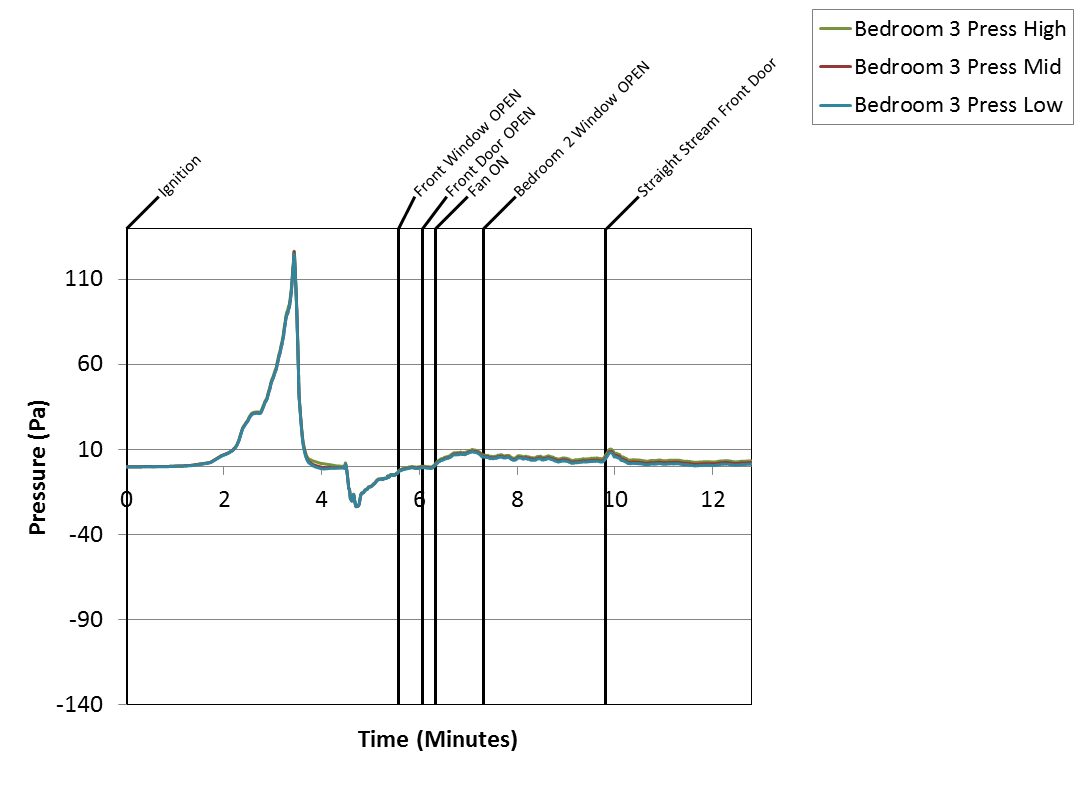 Bedroom 3 Press High
Bedroom 3 Press Mid
Bedroom 3 Press Low
Ignition
Front Window OPEN
Front Door OPEN
Fan ON
Bedroom 2 Window OPEN
Straight Stream Front Door
110
60
10
-40
-90
-140
0
2
4
6
8
10
12
Pressure (Pa)
Time (Minutes)